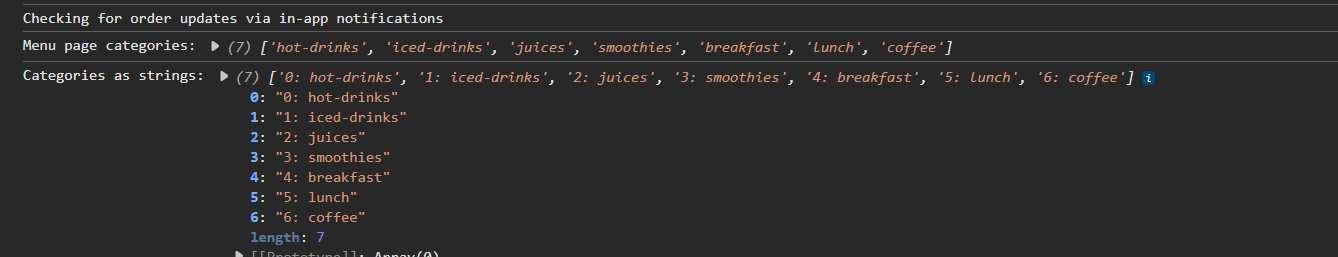 Checking for order updates via in-app notifications
Menu page categories: ▶ (7) ['hot-drinks', 'iced-drinks', 'juices', 'smoothies', 'breakfast', 'lunch', 'coffee']
Categories as strings: ▶ (7) ['0: hot-drinks', '1: iced-drinks', '2: juices', '3: smoothies', '4: breakfast', '5: lunch', '6: coffee'] i
0: "0: hot-drinks"
1: "1: iced-drinks"
2: "2: juices"
3: "3: smoothies"
4: "4: breakfast"
5: "5: lunch"
6: "6: coffee"
length: 7
▶ [[Prototype]]: Array(0)